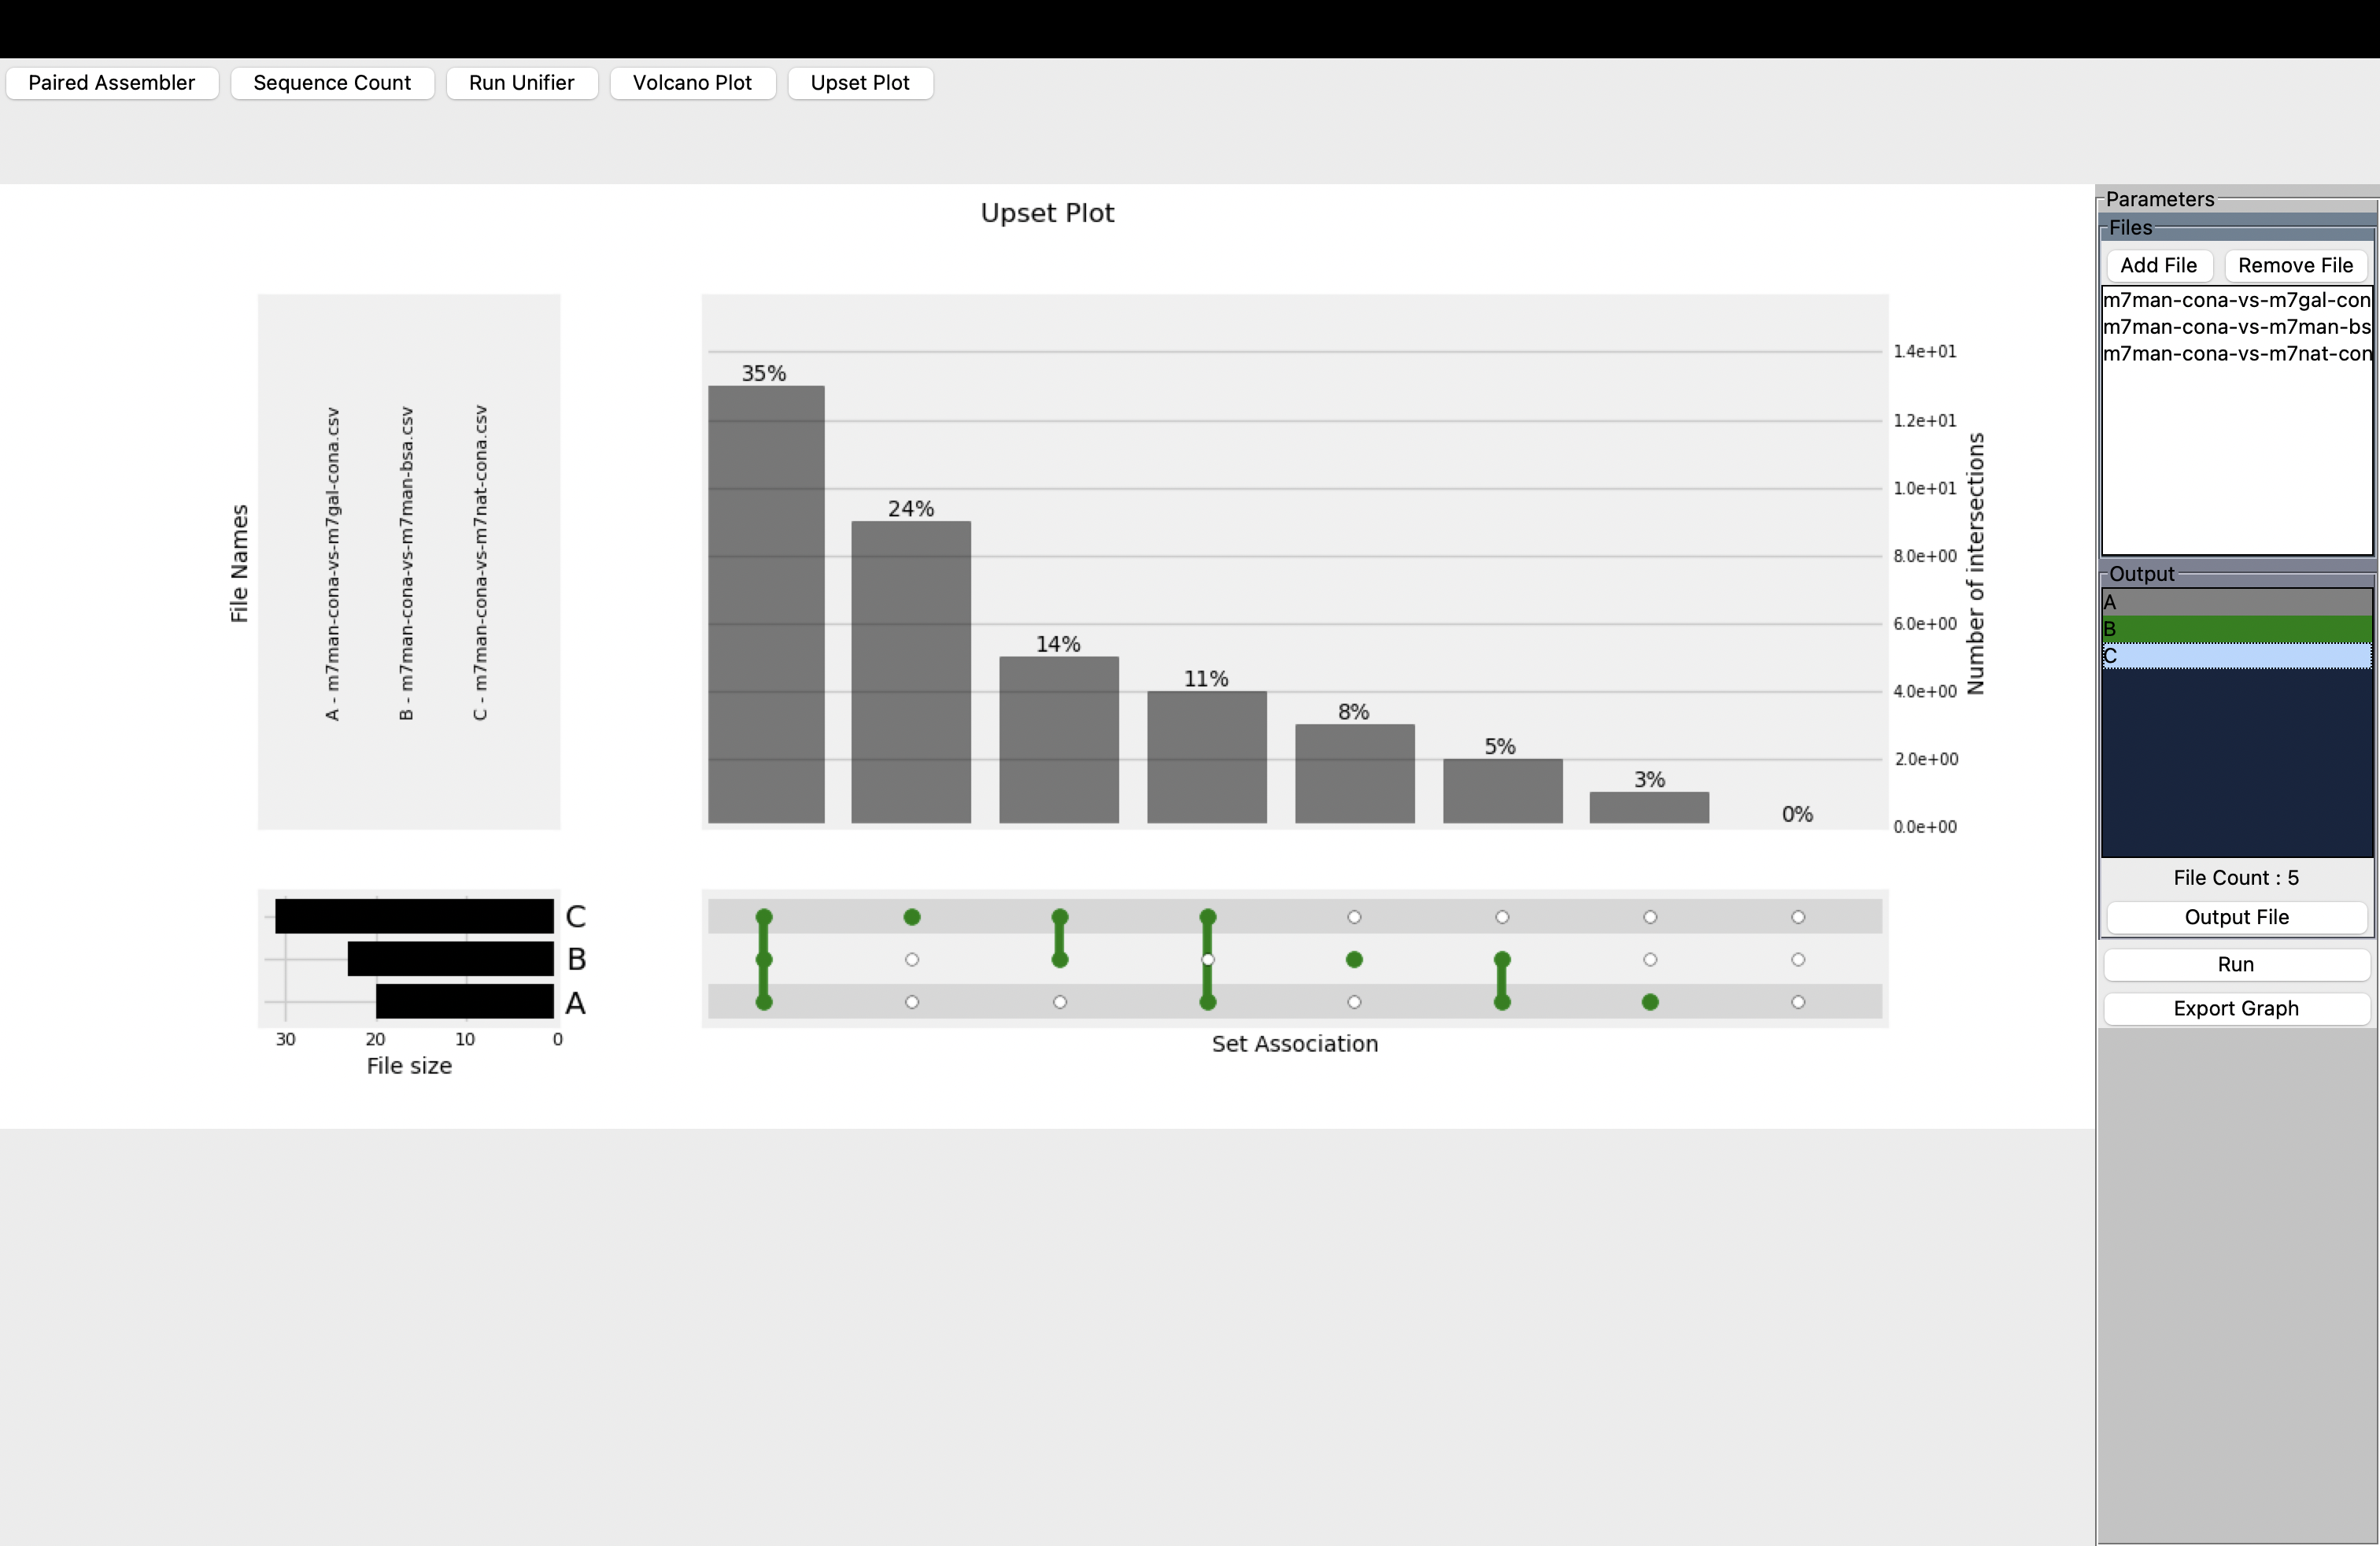 Paired Assembler
Sequence Count
Run Unifier
Volcano Plot
Upset Plot
Upset Plot
File Names
A - m7man-cona-vs-m7gal-cona.csv
B - m7man-cona-vs-m7man-bsa.csv
C - m7man-cona-vs-m7nat-cona.csv
35%
24%
14%
11%
8%
5%
3%
0%
1.4e+01
1.2e+01
1.0e+01
8.0e+00
6.0e+00
4.0e+00
2.0e+00
0.0e+00
Number of intersections
C
B
A
30 20 10 0
File size
Set Association
Parameters
Files
Add File
Remove File
m7man-cona-vs-m7gal-con
m7man-cona-vs-m7man-bs
m7man-cona-vs-m7nat-con
Output
A
B
C
File Count : 5
Output File
Run
Export Graph